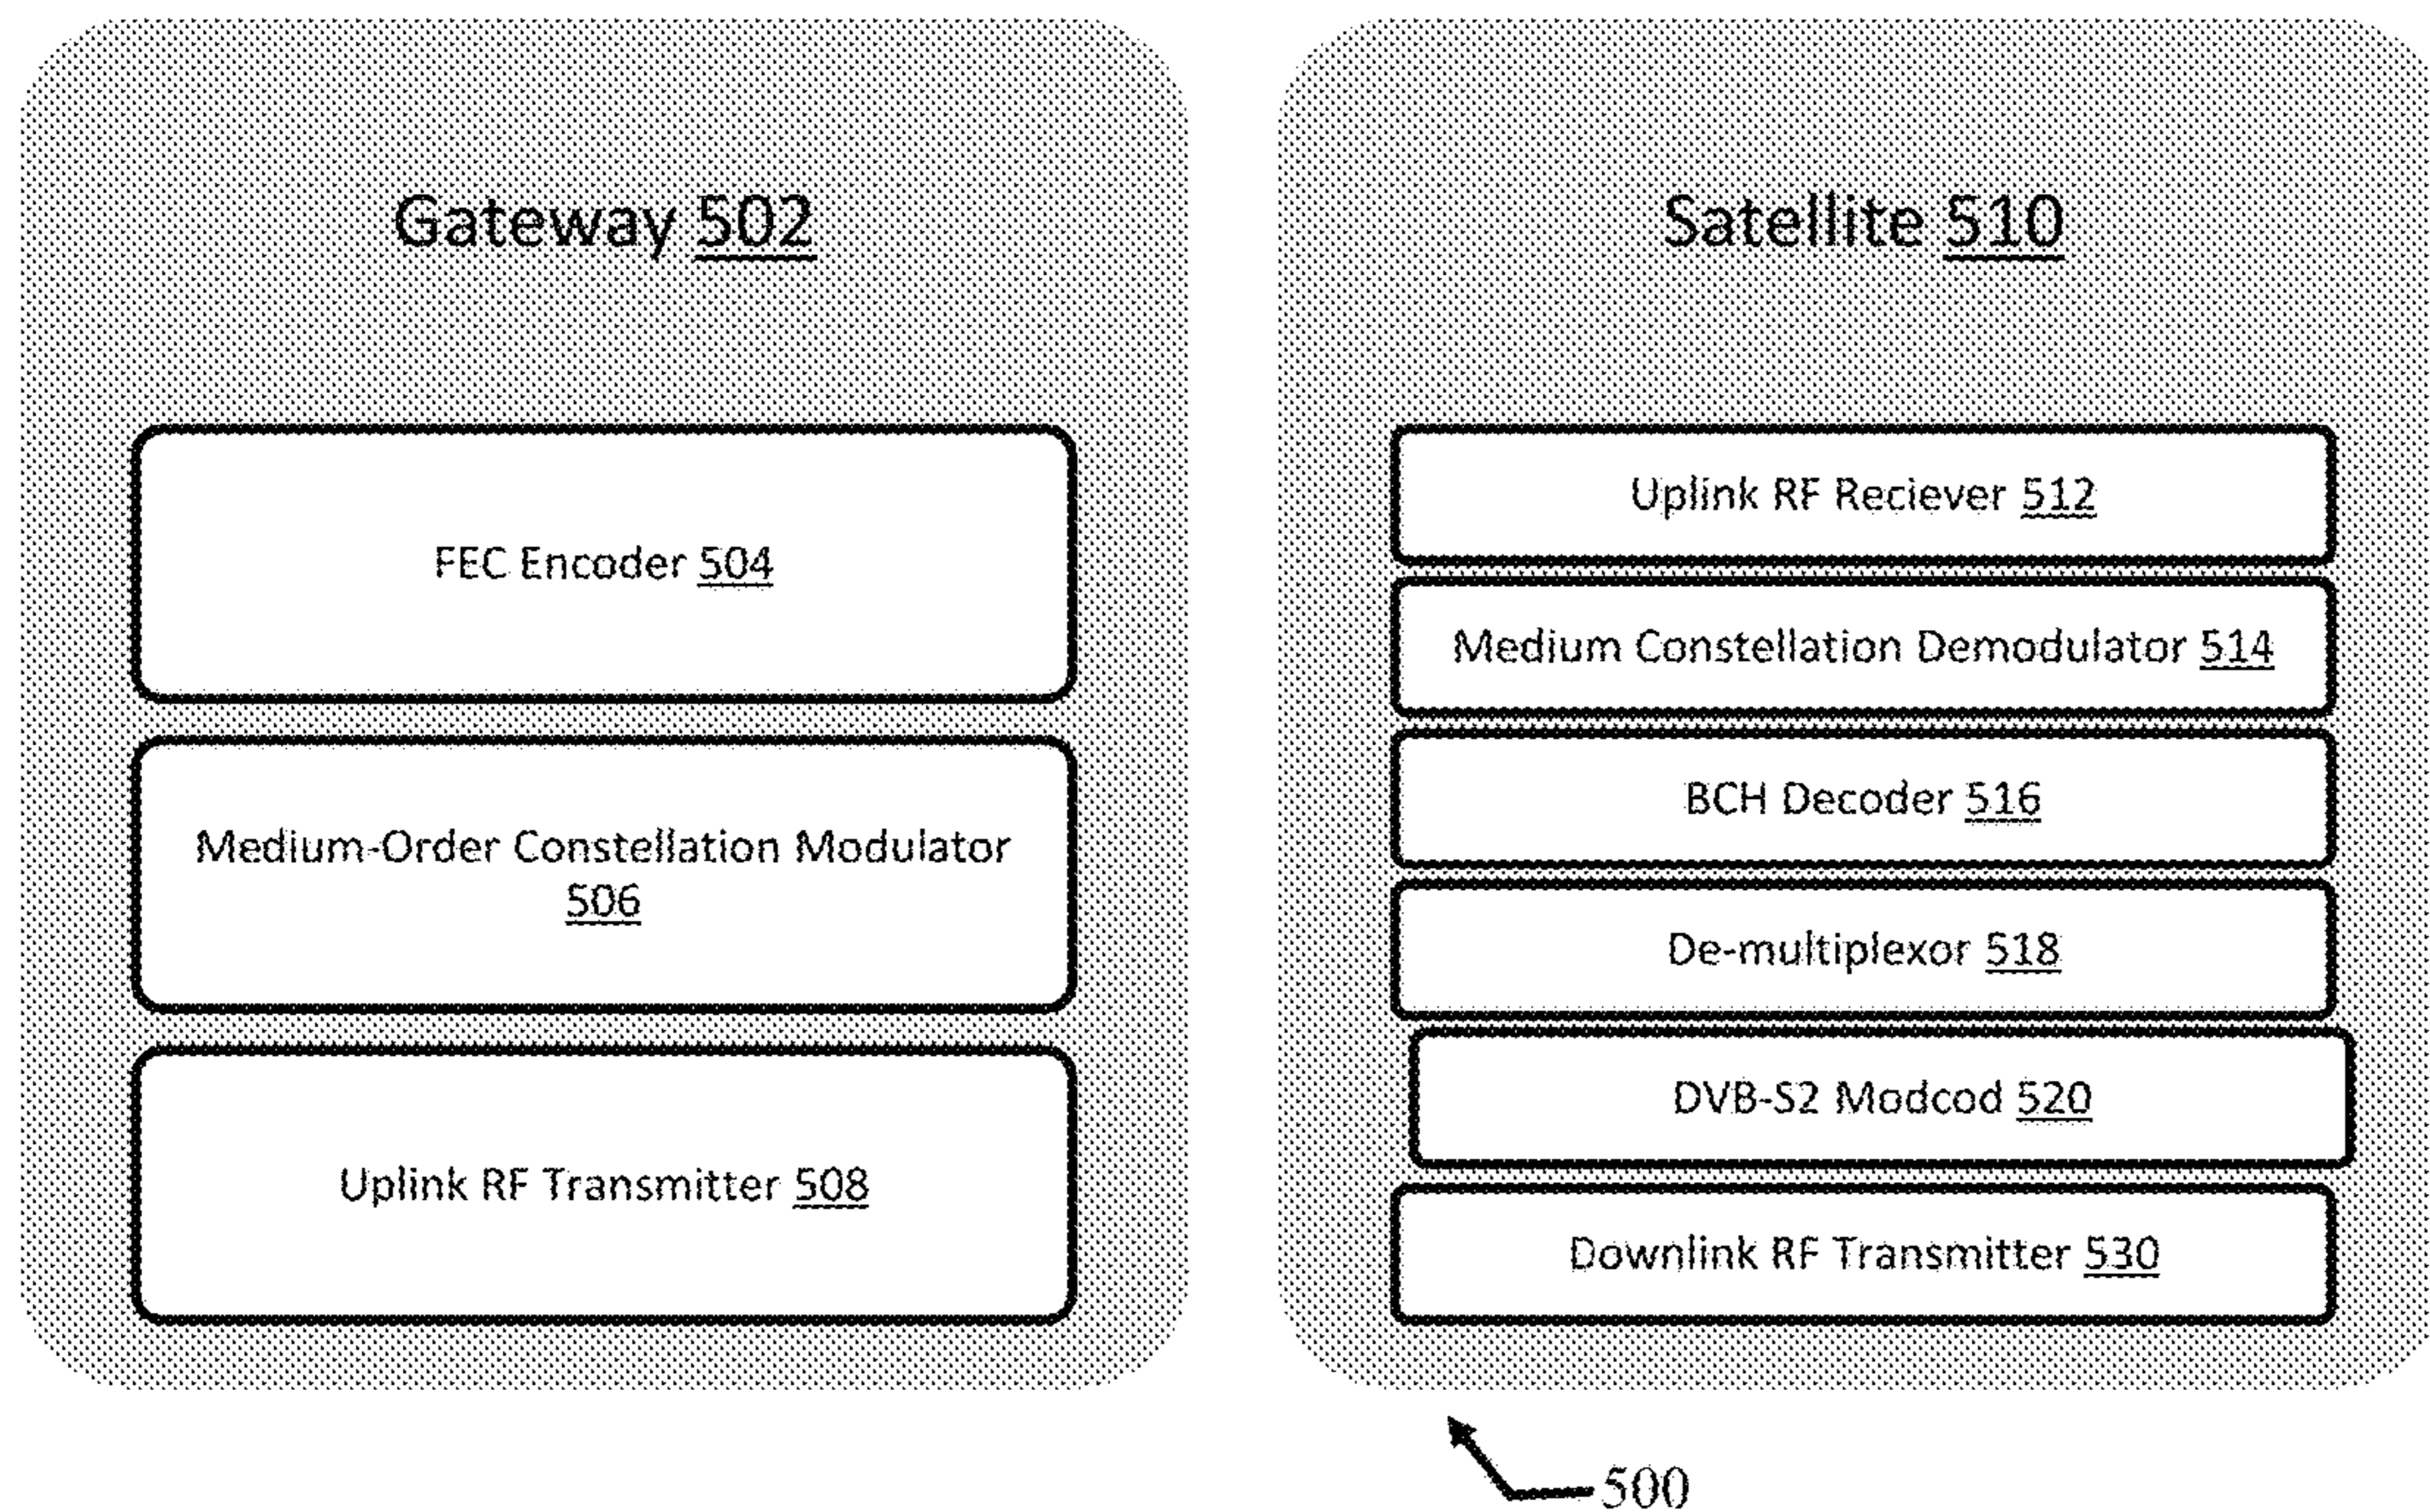 Gateway 502
FEC Encoder 504
Medium-Order Constellation Modulator
506
Uplink RF Transmitter 508
Satellite 510
Uplink RF Reciever 512
Medium Constellation Demodulator 514
BCH Decoder 516
De-multiplexor 518
DVB-S2 Modcod 520
Downlink RF Transmitter 530
500